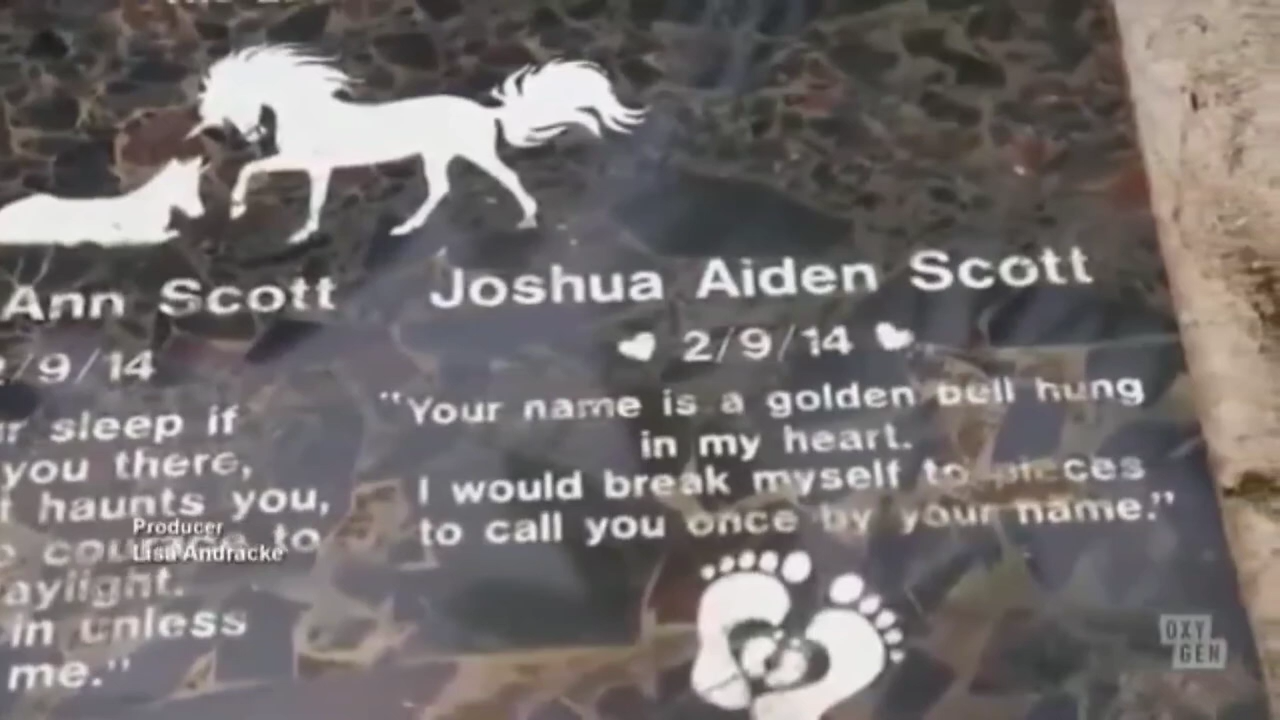 Ann Scott
Joshua Aiden Scott
2/9/14
2/9/14
sleep if
you there,
haunts you,
to
in unless
me."
"Your name is a golden bell hung
in my heart.
I would break myself to pieces
to call you once by your name."
Producer
Lisa Andracke
OXY
GEN